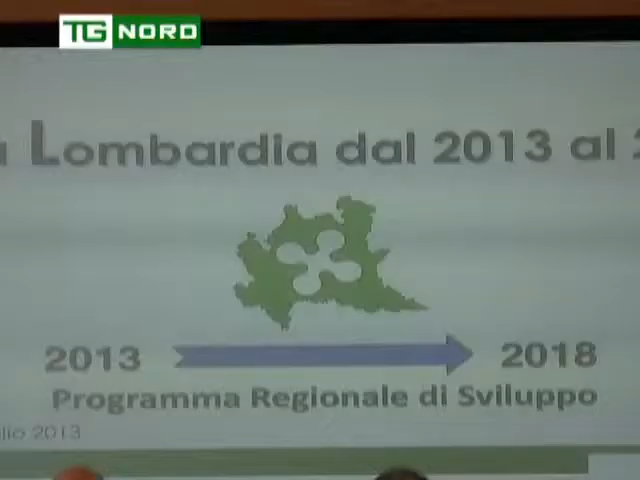 TG NORD
Lombardia dal 2013 al
2013
2018
Programma Regionale di Sviluppo
2013